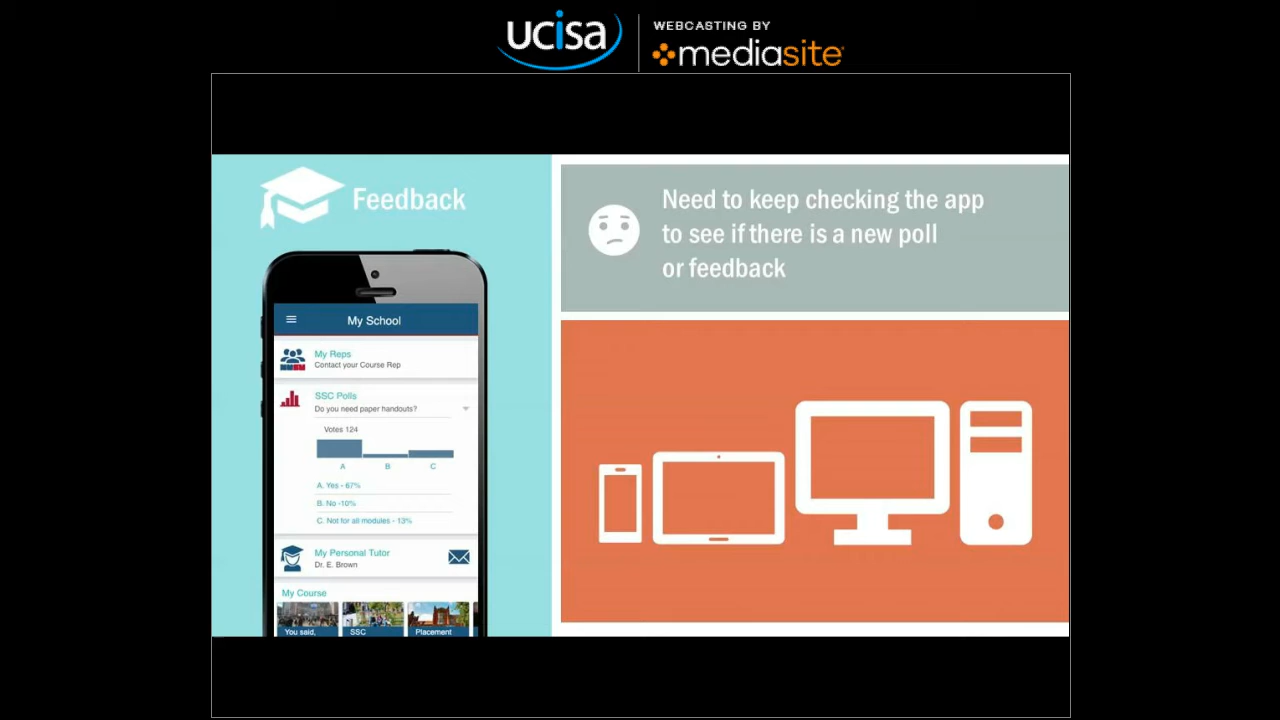 ucisa
WEBCASTING BY
mediasite
Feedback
Need to keep checking the app
to see if there is a new poll
or feedback
My School
My Reps
Contact your Course Rep
SSC Polls
Do you need paper handouts?
Votes 124
A B C
A. Yes - 67%
B. No -10%
C. Not for all modules - 13%
My Personal Tutor
Dr. E. Brown
My Course
You said,
SSC
Placement